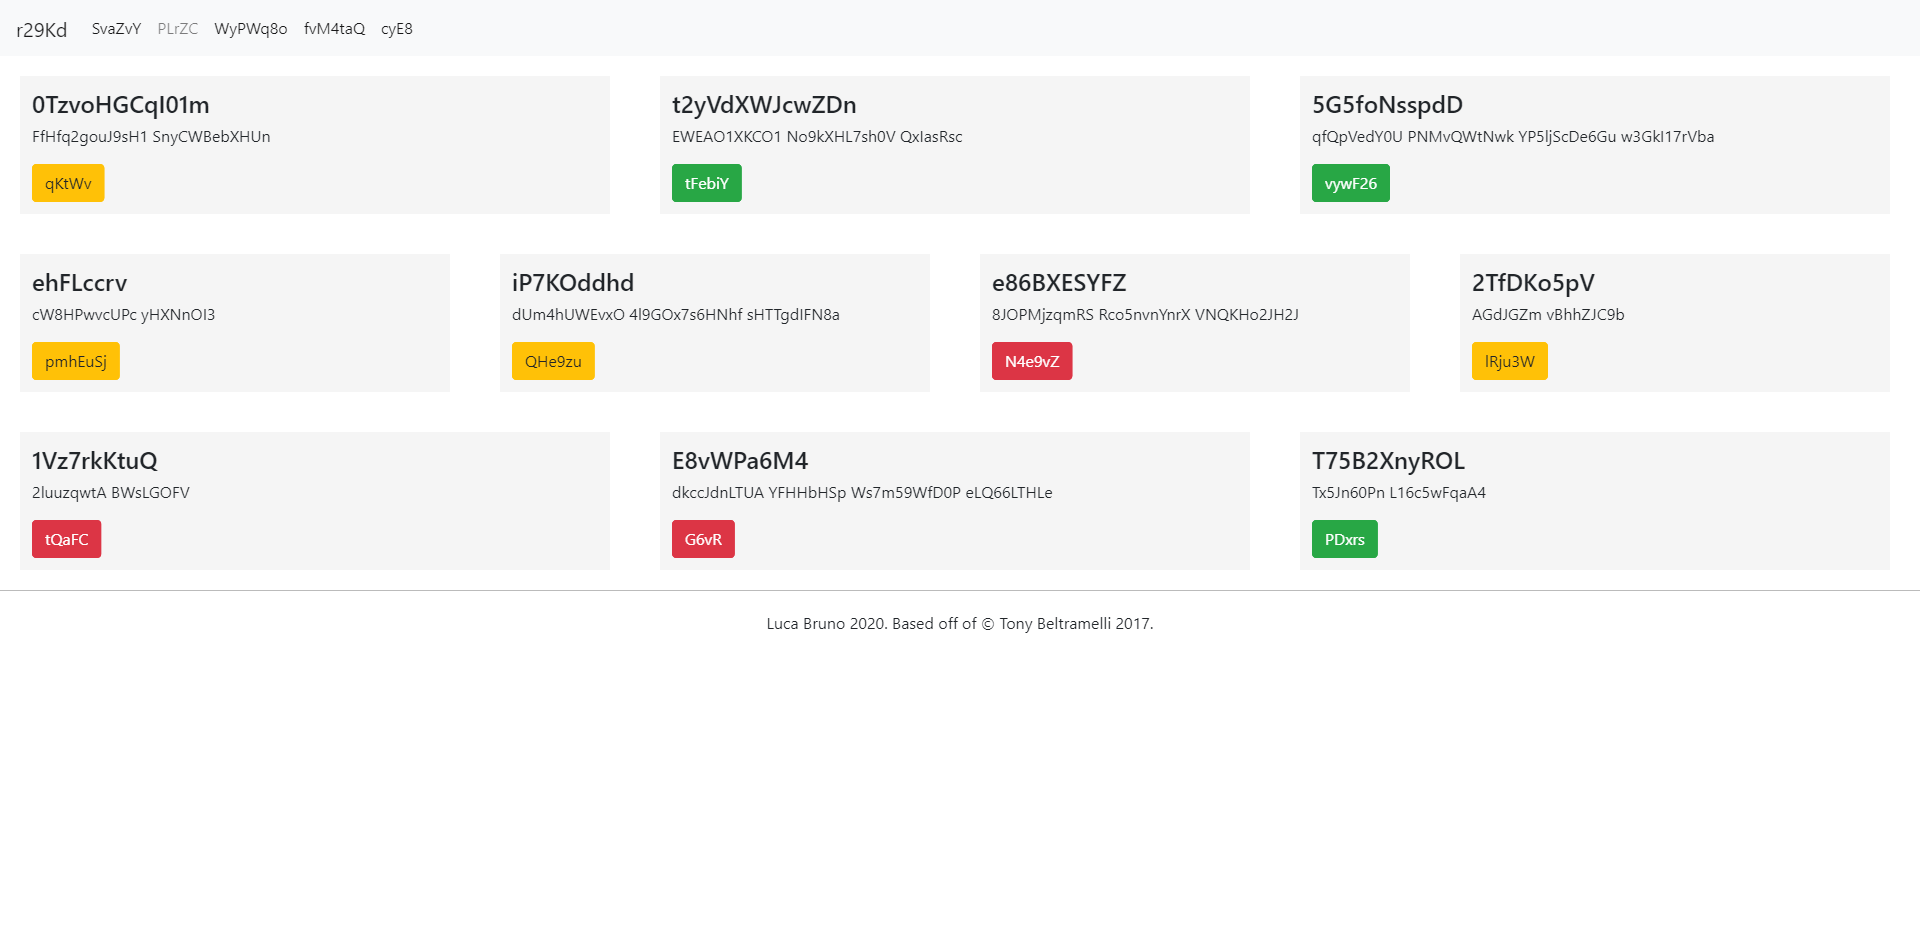 r29Kd SvaZvY PLrZC WyPWq8o fvM4taQ cyE8
0TzvoHGCqI01m
FfHfq2gouJ9sH1 SnyCWBebXHUn
qKtWv
t2yVdXWJcwZDn
EWEAO1XKCO1 No9kXHL7sh0V QxIasRsc
tFebiY
5G5foNsspdD
qfQpVedY0U PNMvQWtNwk YP5ljScDe6Gu w3GkI17rVba
vywF26
ehFLccrv
cW8HPwvcUPc yHXNnOI3
pmhEuSj
iP7KOddhd
dUm4hUWEvxO 4l9GOx7s6HNhf sHTTgdIFN8a
QHe9zu
e86BXESYFZ
8JOPMjzqmRS Rco5nvnYnrX VNQKHo2JH2J
N4e9vZ
2TfDKo5pV
AGdJGZm vBhhZJC9b
lRju3W
1Vz7rkKtuQ
2luuzqwtA BWsLGOFV
tQaFC
E8vWPa6M4
dkccJdnLTUA YFHHbHSp Ws7m59WfD0P eLQ66LTHLe
G6vR
T75B2XnyROL
Tx5Jn60Pn L16c5wFqaA4
PDxrs
Luca Bruno 2020. Based off of © Tony Beltramelli 2017.